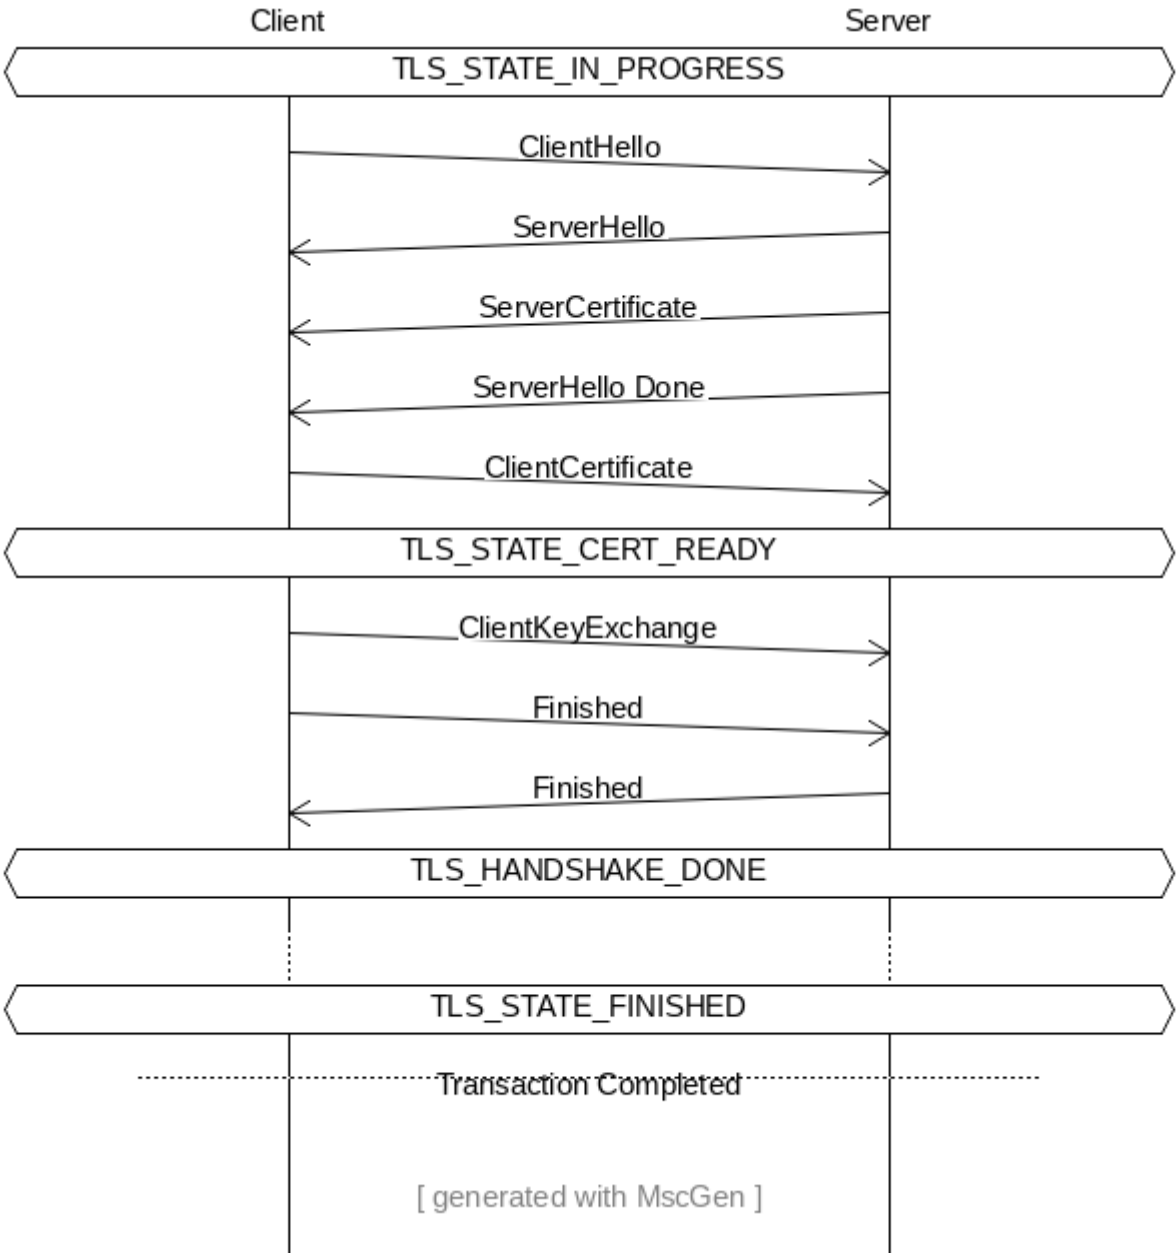 Client Server
TLS_STATE_IN_PROGRESS
ClientHello
ServerHello
ServerCertificate
ServerHello Done
ClientCertificate
TLS_STATE_CERT_READY
ClientKeyExchange
Finished
Finished
TLS_HANDSHAKE_DONE
TLS_STATE_FINISHED
Transaction Completed
[ generated with MscGen ]